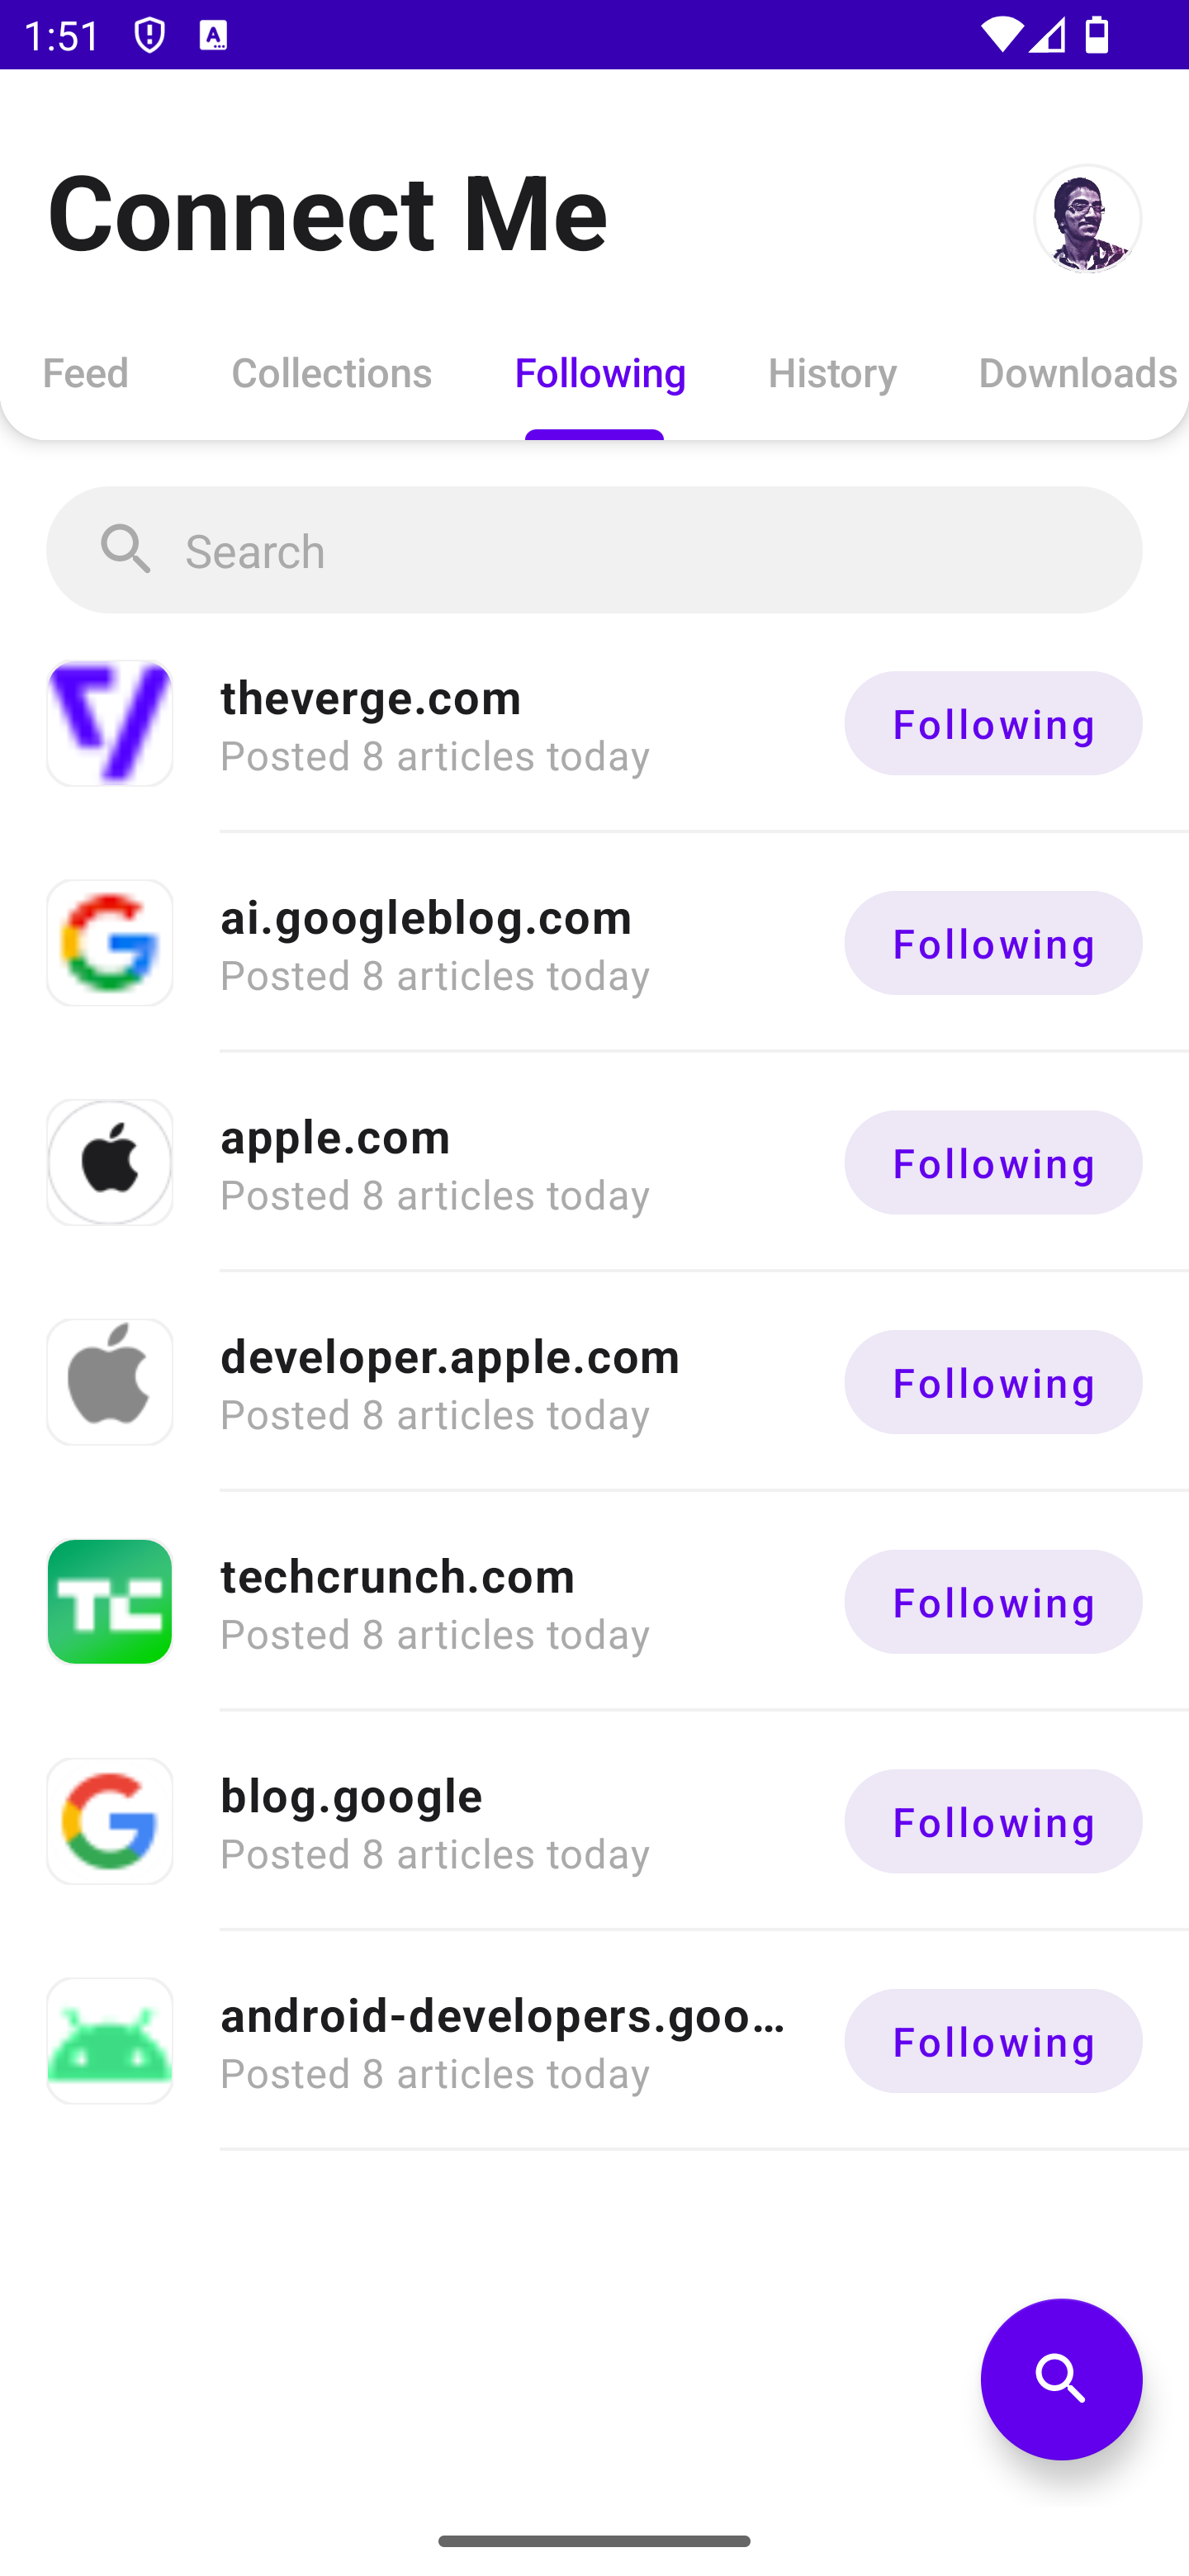 1:51
Connect Me
Feed Collections Following History Downloads
Search
theverge.com
Posted 8 articles today
Following
ai.googleblog.com
Posted 8 articles today
Following
apple.com
Posted 8 articles today
Following
developer.apple.com
Posted 8 articles today
Following
TC
techcrunch.com
Posted 8 articles today
Following
blog.google
Posted 8 articles today
Following
android-developers.goo...
Posted 8 articles today
Following